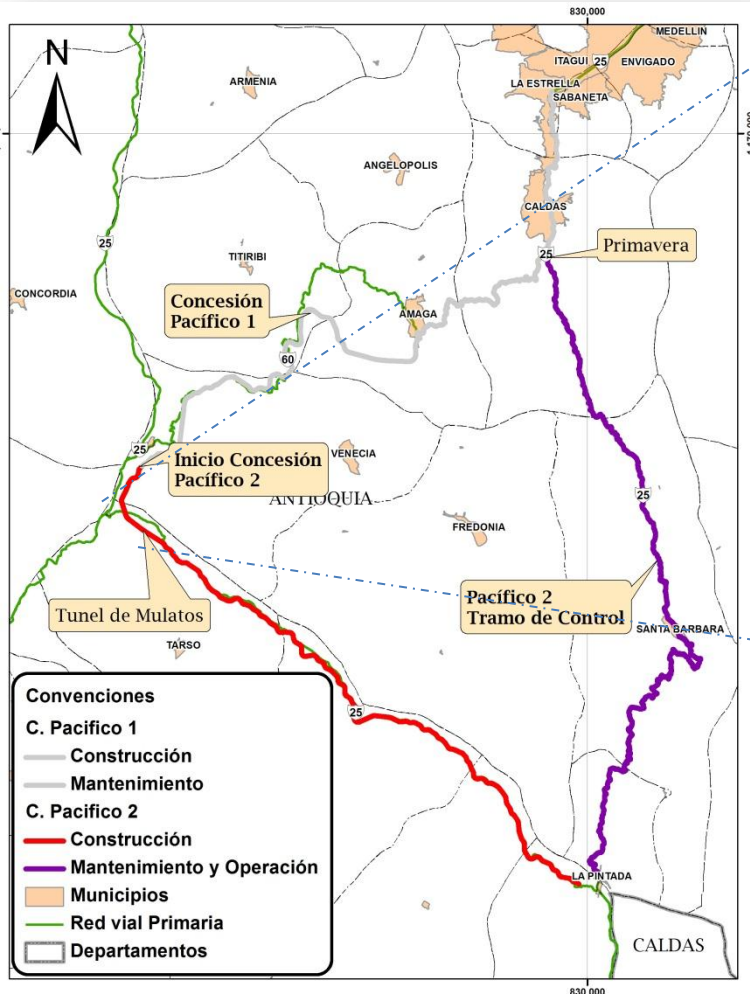 830,000
MEDELLIN
ITAGUI
25
ENVIGADO
LA ESTRELLA
SABANETA
N
ARMENIA
ANGELOPOLIS
CALDAS
25
Primavera
25
TITIRIBI
CONCORDIA
Concesión
Pacífico 1
AMAGA
60
25
Inicio Concesión
Pacífico 2
VENECIA
ANTIOQUIA
25
FREDONIA
Tunel de Mulatos
Pacífico 2
Tramo de Control
SANTA BARBARA
TARSO
25
Convenciones
C. Pacifico 1
Construcción
Mantenimiento
C. Pacifico 2
Construcción
Mantenimiento y Operación
Municipios
Red vial Primaria
Departamentos
LA PINTADA
CALDAS
830,000